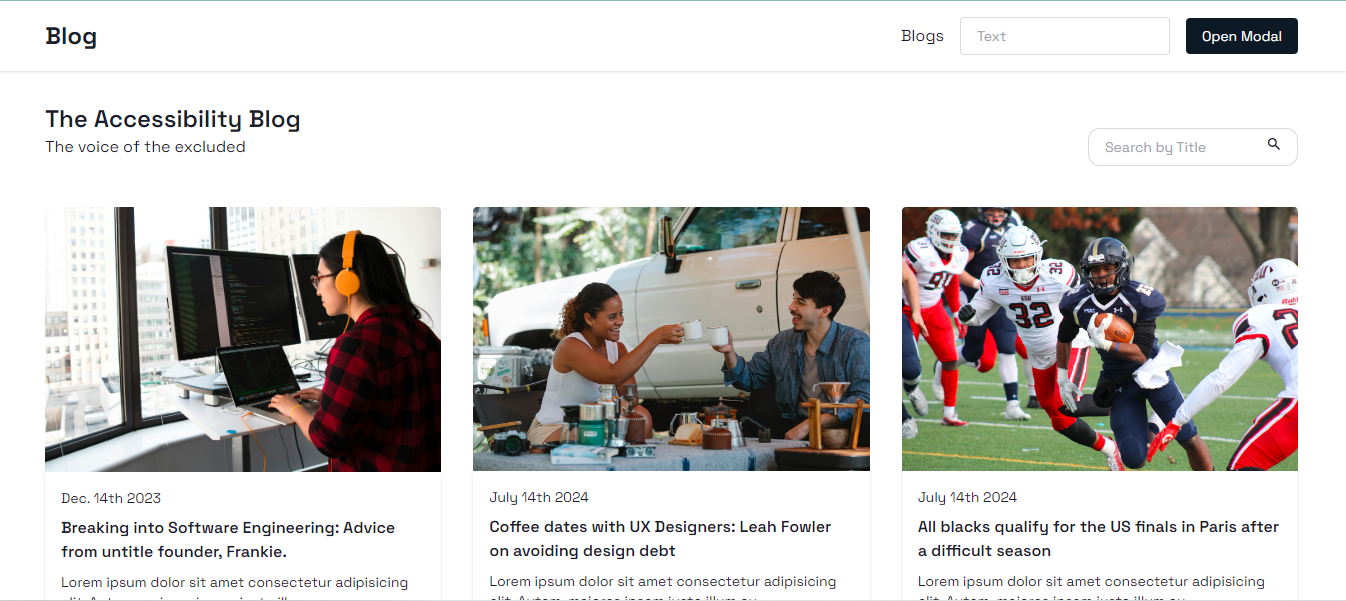 Blog
Blogs
Text
Open Modal
The Accessibility Blog
The voice of the excluded
Search by Title
Dec. 14th 2023
Breaking into Software Engineering: Advice
from untitle founder, Frankie.
Lorem ipsum dolor sit amet consectetur adipisicing
July 14th 2024
Coffee dates with UX Designers: Leah Fowler
on avoiding design debt
Lorem ipsum dolor sit amet consectetur adipisicing
July 14th 2024
All blacks qualify for the US finals in Paris after
a difficult season
Lorem ipsum dolor sit amet consectetur adipisicing
32
32